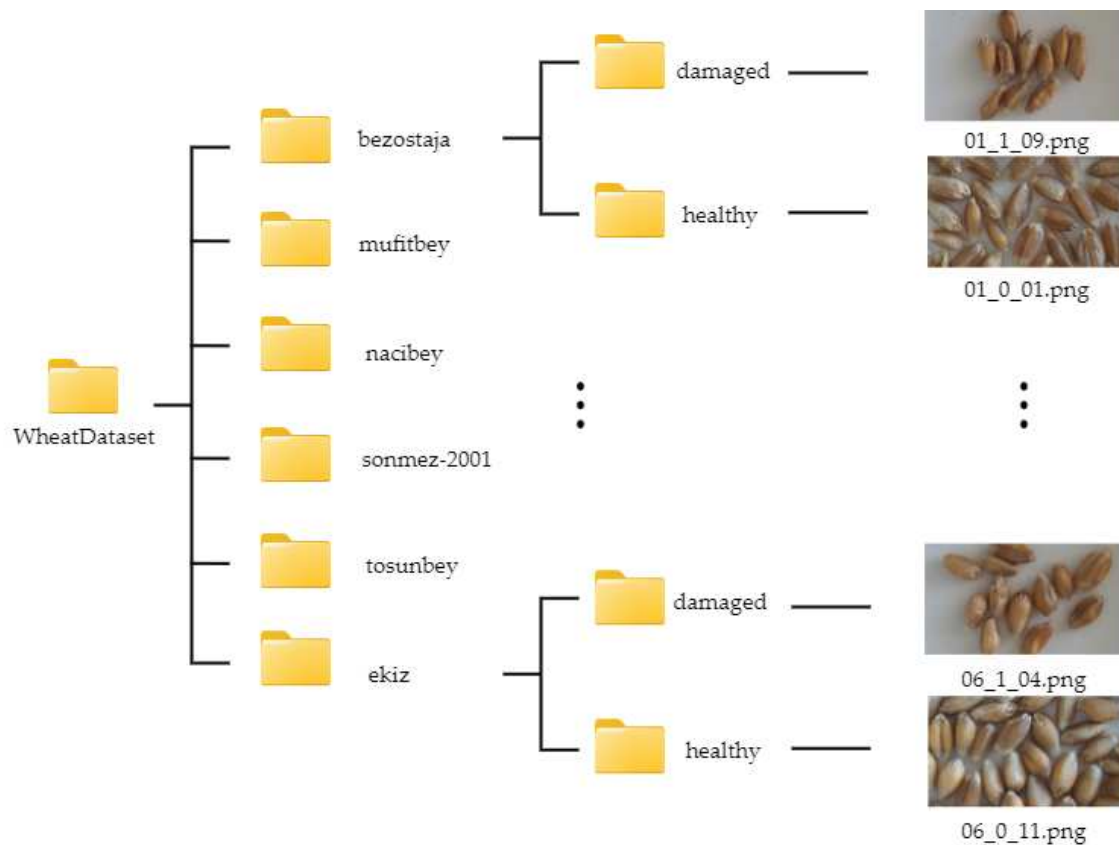 WheatDataset
bezostaja
mufitbey
nacibey
sonmez-2001
tosunbey
ekiz
damaged
healthy
damaged
healthy
01_1_09.png
01_0_01.png
06_1_04.png
06_0_11.png